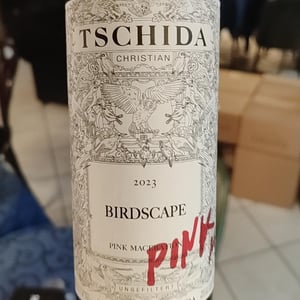 TSCHIDA
CHRISTIAN
2023
BIRDSCAPE
PINK MACERATION
PINK
UNGEFILTERT